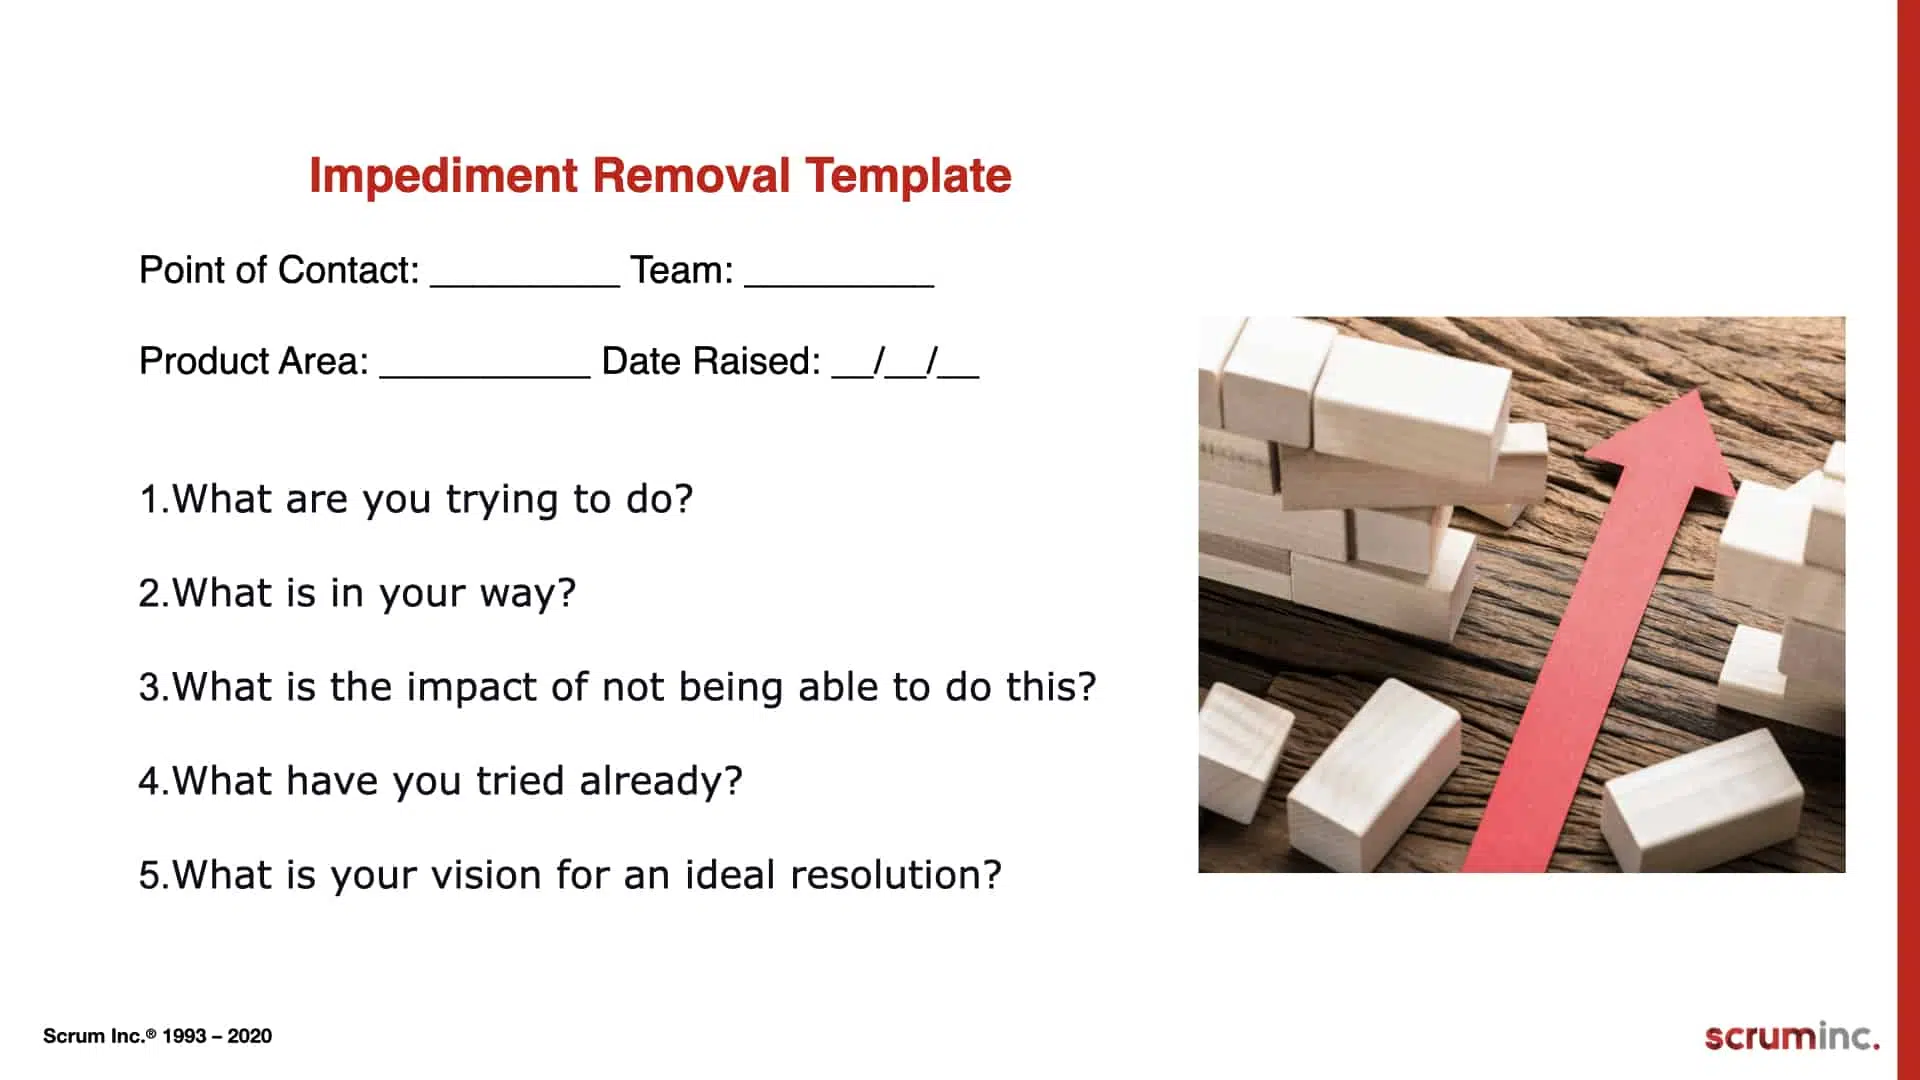 Impediment Removal Template
Point of Contact: _________ Team: _________
Product Area: __________ Date Raised: __/__/__
1.What are you trying to do?
2.What is in your way?
3.What is the impact of not being able to do this?
4.What have you tried already?
5.What is your vision for an ideal resolution?
Scrum Inc.® 1993 – 2020
scruminc.